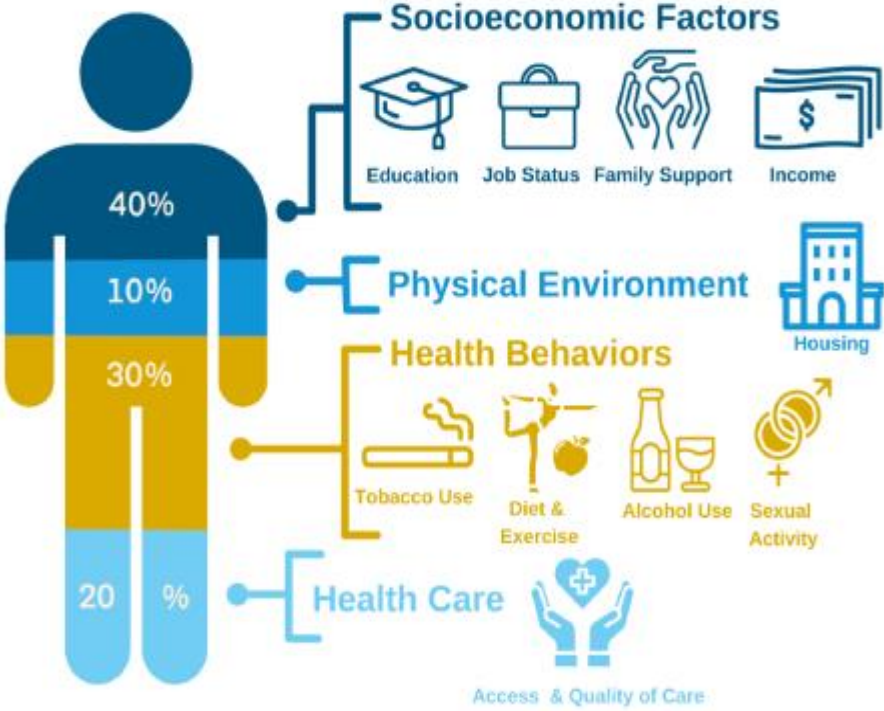 Socioeconomic Factors
$
Education Job Status Family Support Income
40%
10%
Physical Environment
Housing
30%
Health Behaviors
Tobacco Use
Diet &
Exercise
Alcohol Use
Sexual
Activity
20 %
Health Care
Access & Quality of Care